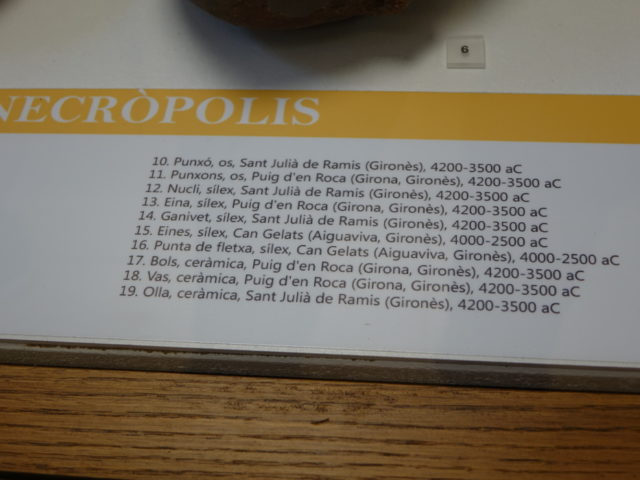 6
NECRÒPOLIS
10. Punxó, os, Sant Julià de Ramis (Gironès), 4200-3500 aC
11. Punxons, os, Puig d'en Roca (Girona, Gironès), 4200-3500 aC
12. Nucli, sílex, Sant Julià de Ramis (Gironès), 4200-3500 aC
13. Eina, sílex, Puig d'en Roca (Girona, Gironès), 4200-3500 aC
14. Ganivet, sílex, Sant Julià de Ramis (Gironès), 4200-3500 aC
15. Eines, sílex, Can Gelats (Aiguaviva, Gironès), 4000-2500 aC
16. Punta de fletxa, sílex, Can Gelats (Aiguaviva, Gironès), 4000-2500 aC
17. Bols, ceràmica, Puig d'en Roca (Girona, Gironès), 4200-3500 aC
18. Vas, ceràmica, Puig d'en Roca (Girona, Gironès), 4200-3500 aC
19. Olla, ceràmica, Sant Julià de Ramis (Gironès), 4200-3500 aC